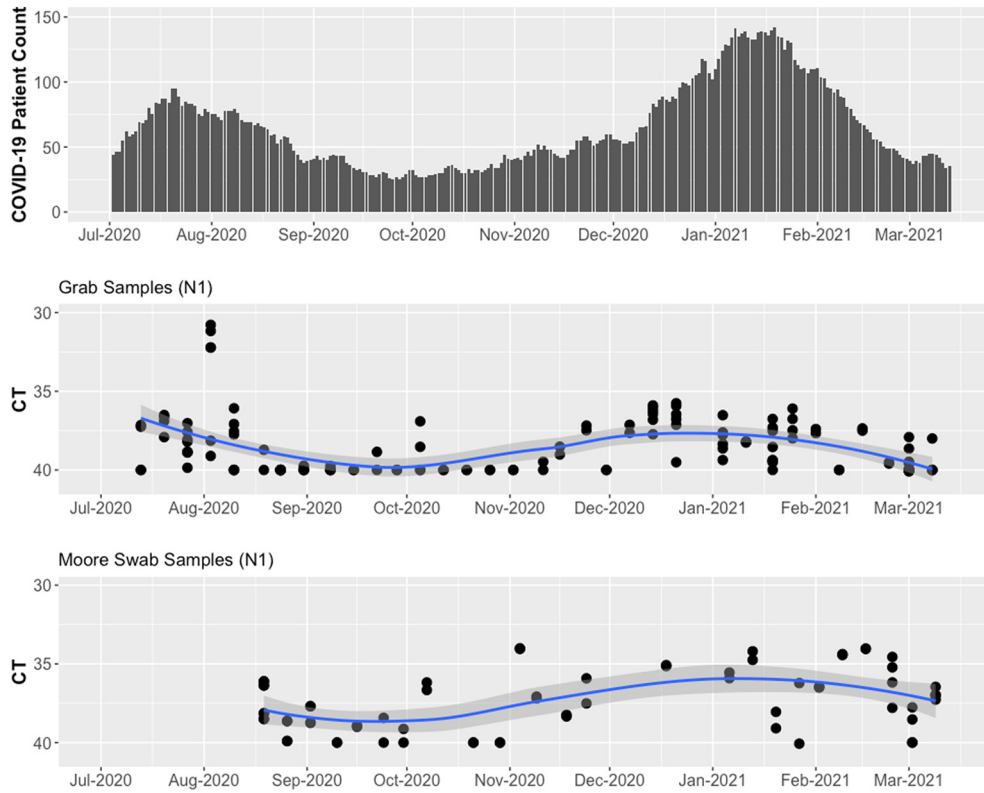 COVID-19 Patient Count
150
100
50
0
Jul-2020 Aug-2020 Sep-2020 Oct-2020 Nov-2020 Dec-2020 Jan-2021 Feb-2021 Mar-2021
Grab Samples (N1)
CT
30
35
40
Jul-2020 Aug-2020 Sep-2020 Oct-2020 Nov-2020 Dec-2020 Jan-2021 Feb-2021 Mar-2021
Moore Swab Samples (N1)
CT
30
35
40
Jul-2020 Aug-2020 Sep-2020 Oct-2020 Nov-2020 Dec-2020 Jan-2021 Feb-2021 Mar-2021